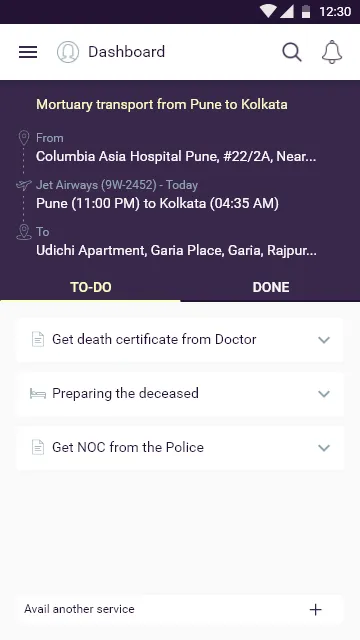 12:30
Dashboard
Mortuary transport from Pune to Kolkata
From
Columbia Asia Hospital Pune, #22/2A, Near...
Jet Airways (9W-2452) - Today
Pune (11:00 PM) to Kolkata (04:35 AM)
To
Udichi Apartment, Garia Place, Garia, Rajpur...
TO-DO
DONE
Get death certificate from Doctor
Preparing the deceased
Get NOC from the Police
Avail another service